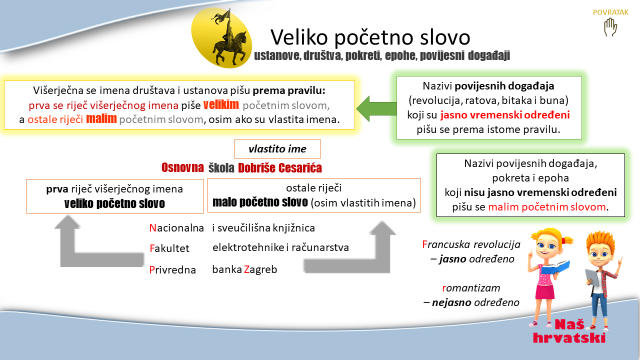 POVRATAK
Veliko početno slovo
ustanove, društva, pokreti, epohe, povijesni događaji
Višerječna se imena društava i ustanova pišu prema pravilu:
prva se riječ višerječnog imena piše velikim početnim slovom,
a ostale riječi malim početnim slovom, osim ako su vlastita imena.
Nazivi povijesnih događaja
(revolucija, ratova, bitaka i buna)
koji su jasno vremenski određeni
pišu se prema istome pravilu.
vlastito ime
Osnovna škola Dobriše Cesarića
prva riječ višerječnog imena
veliko početno slovo
ostale riječi
malo početno slovo (osim vlastitih imena)
Nacionalna i sveučilišna knjižnica
Fakultet elektrotehnike i računarstva
Privredna banka Zagreb
Nazivi povijesnih događaja,
pokreta i epoha
koji nisu jasno vremenski određeni
pišu se malim početnim slovom.
Francuska revolucija
– jasno određeno
romantizam
– nejasno određeno
Naš
hrvatski